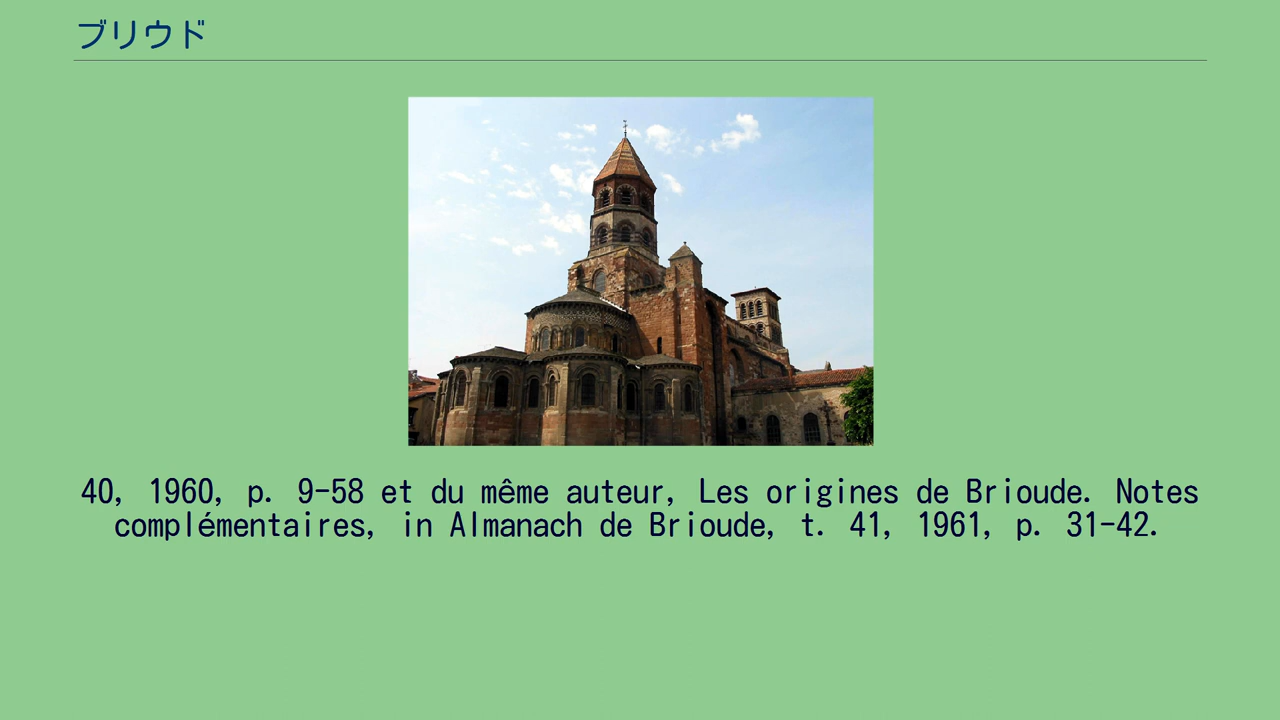 ブリウド
40, 1960, p. 9-58 et du même auteur, Les origines de Brioude. Notes
complémentaires, in Almanach de Brioude, t. 41, 1961, p. 31-42.